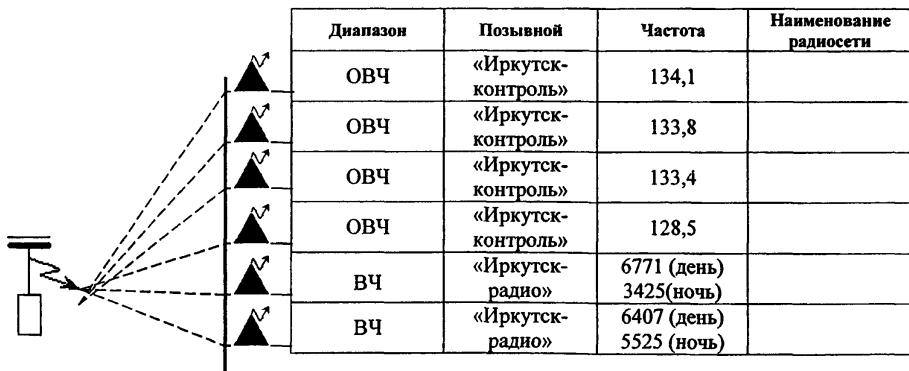 Диапазон
Позывной
Частота
Наименование
радиосети
ОВЧ
«Иркутск-
контроль»
134,1
ОВЧ
«Иркутск-
контроль»
133,8
ОВЧ
«Иркутск-
контроль»
133,4
ОВЧ
«Иркутск-
контроль»
128,5
ВЧ
«Иркутск-
радио»
6771 (день)
3425(ночь)
ВЧ
«Иркутск-
радио»
6407 (день)
5525 (ночь)